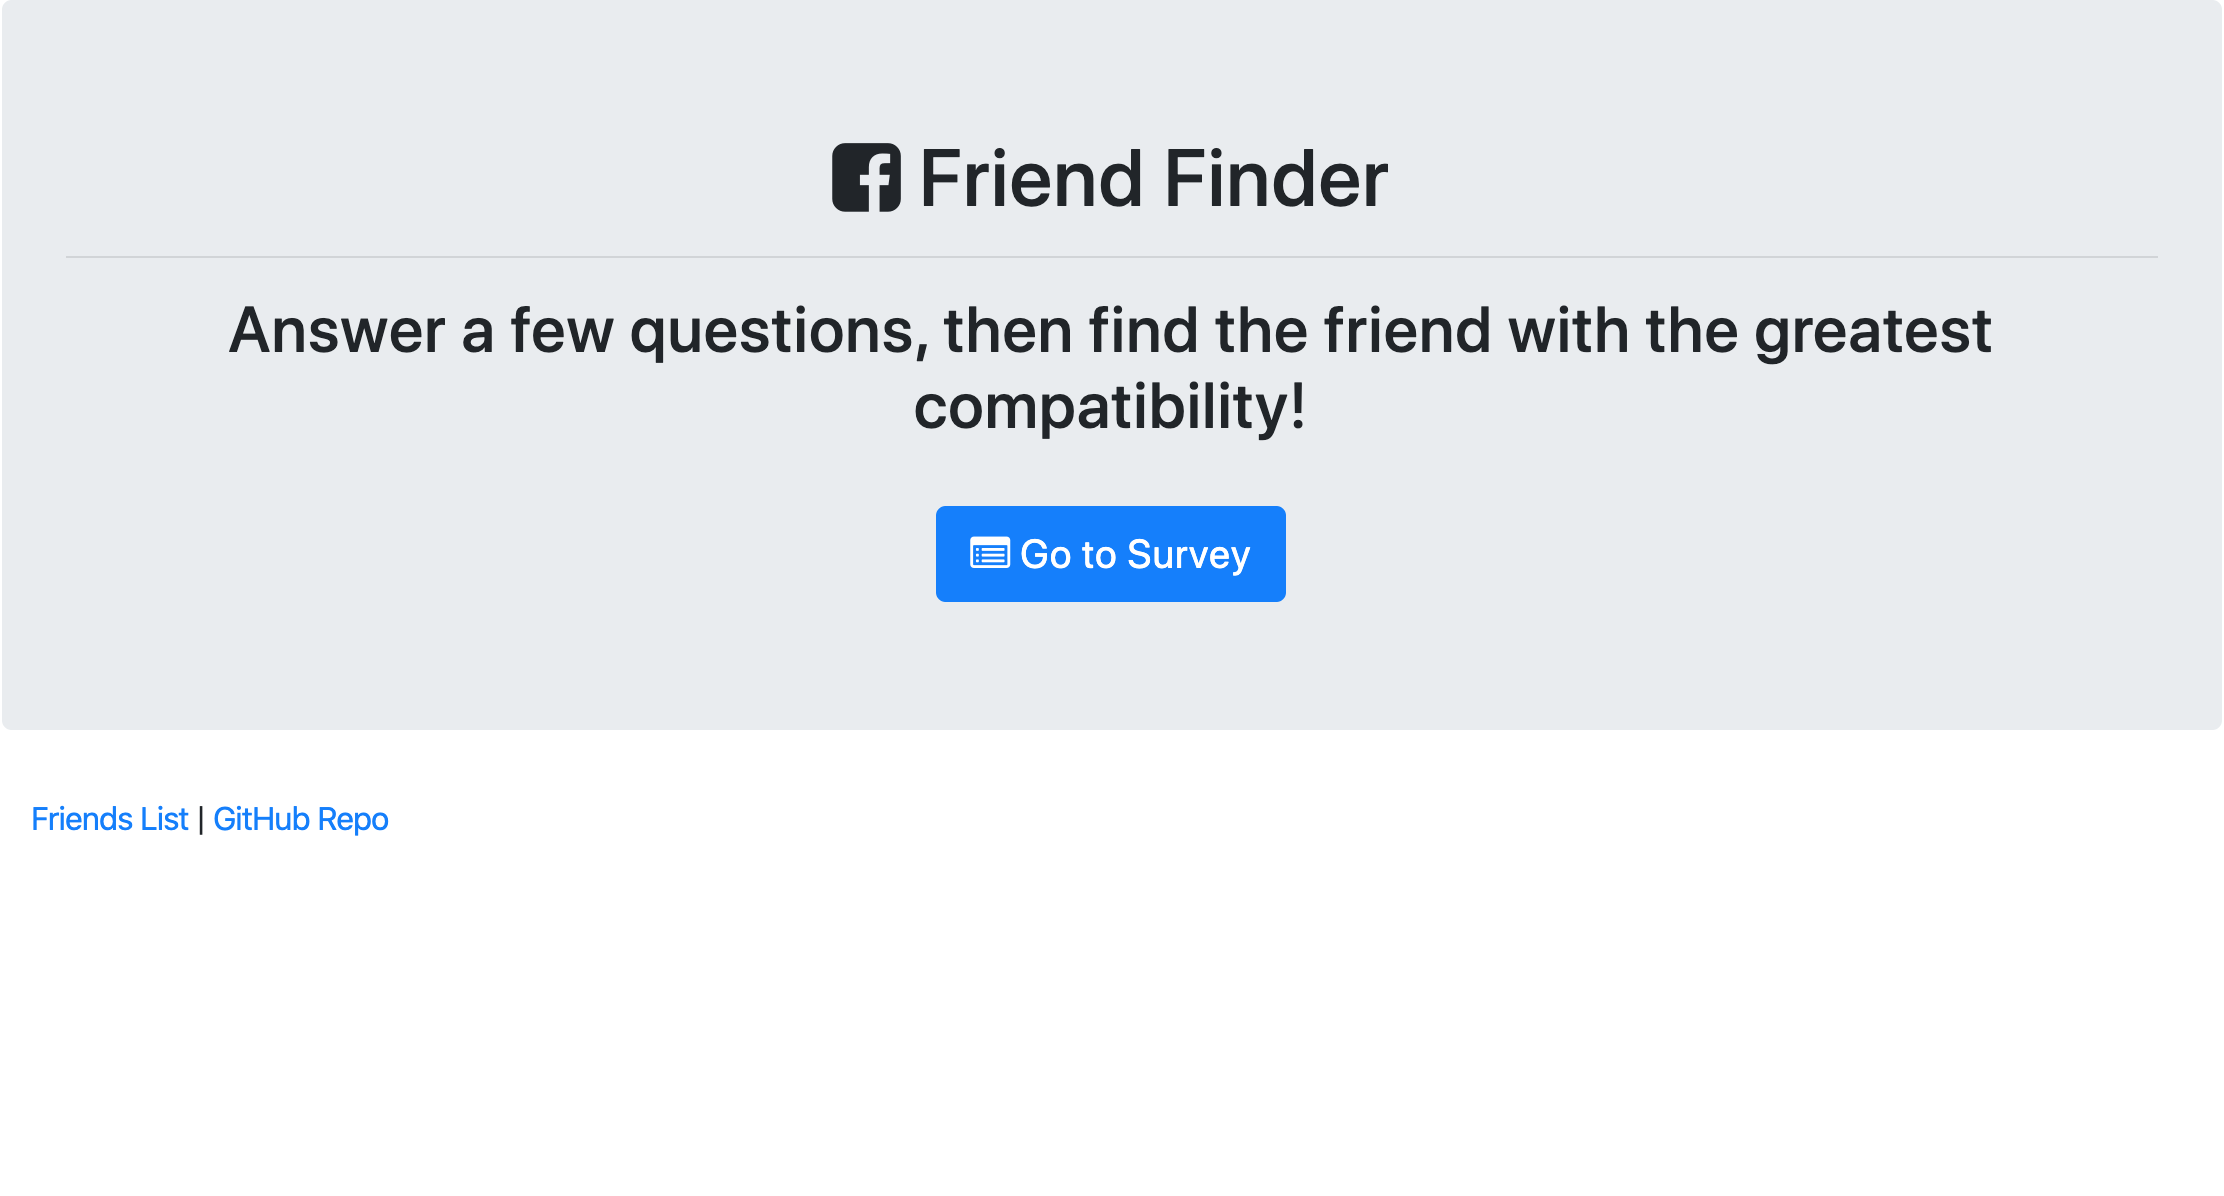 Friend Finder
Answer a few questions, then find the friend with the greatest
compatibility!
Go to Survey
Friends List | GitHub Repo